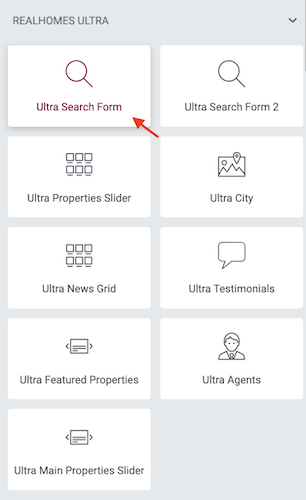 REALHOMES ULTRA
Ultra Search Form
Ultra Search Form 2
Ultra Properties Slider
Ultra City
Ultra News Grid
Ultra Testimonials
Ultra Featured Properties
Ultra Agents
Ultra Main Properties Slider